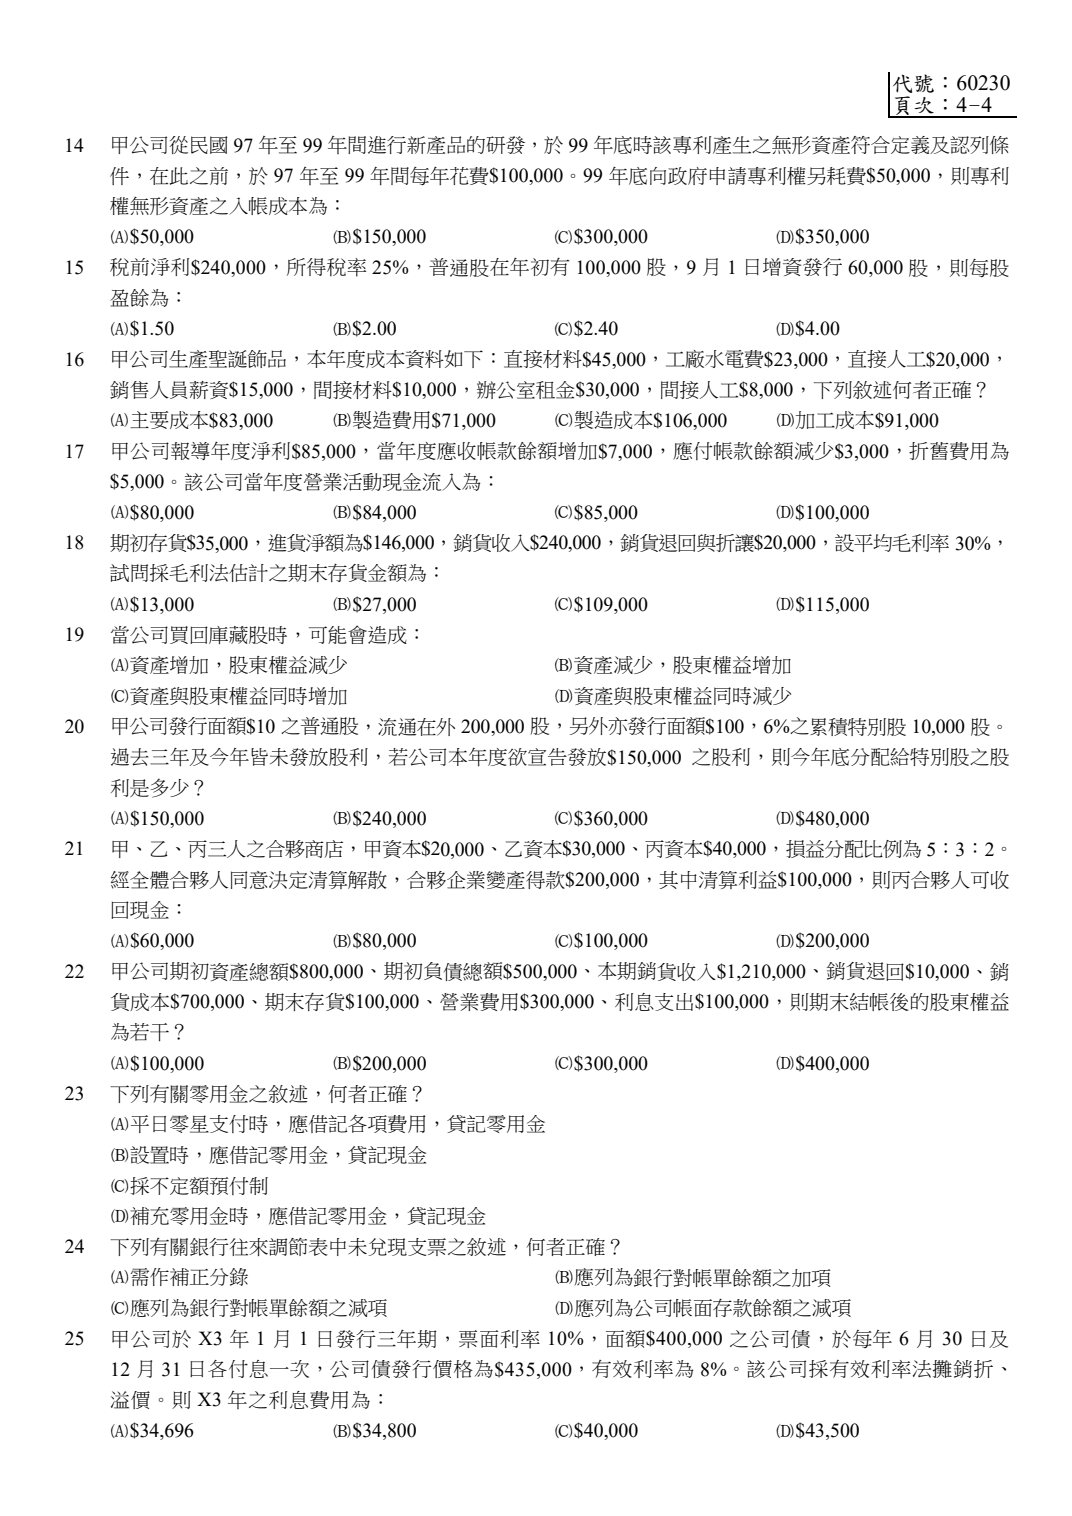 代號：60230
頁次：4－4
14 甲公司從民國 97 年至 99 年間進行新產品的研發，於 99 年底時該專利產生之無形資產符合定義及認列條
件，在此之前，於 97 年至 99 年間每年花費$100,000。99 年底向政府申請專利權另耗費$50,000，則專利
權無形資產之入帳成本為：
(A)$50,000 (B)$150,000 (C)$300,000 (D)$350,000
15 稅前淨利$240,000，所得稅率 25%，普通股在年初有 100,000 股，9 月 1 日增資發行 60,000 股，則每股
盈餘為：
(A)$1.50 (B)$2.00 (C)$2.40 (D)$4.00
16 甲公司生產聖誕飾品，本年度成本資料如下：直接材料$45,000，工廠水電費$23,000，直接人工$20,000，
銷售人員薪資$15,000，間接材料$10,000，辦公室租金$30,000，間接人工$8,000，下列敘述何者正確？
(A)主要成本$83,000 (B)製造費用$71,000 (C)製造成本$106,000 (D)加工成本$91,000
17 甲公司報導年度淨利$85,000，當年度應收帳款餘額增加$7,000，應付帳款餘額減少$3,000，折舊費用為
$5,000。該公司當年度營業活動現金流入為：
(A)$80,000 (B)$84,000 (C)$85,000 (D)$100,000
18 期初存貨$35,000，進貨淨額為$146,000，銷貨收入$240,000，銷貨退回與折讓$20,000，設平均毛利率 30%，
試問採毛利法估計之期末存貨金額為：
(A)$13,000 (B)$27,000 (C)$109,000 (D)$115,000
19 當公司買回庫藏股時，可能會造成：
(A)資產增加，股東權益減少 (B)資產減少，股東權益增加
(C)資產與股東權益同時增加 (D)資產與股東權益同時減少
20 甲公司發行面額$10 之普通股，流通在外 200,000 股，另外亦發行面額$100，6%之累積特別股 10,000 股。
過去三年及今年皆未發放股利，若公司本年度欲宣告發放$150,000 之股利，則今年底分配給特別股之股
利是多少？
(A)$150,000 (B)$240,000 (C)$360,000 (D)$480,000
21 甲、乙、丙三人之合夥商店，甲資本$20,000、乙資本$30,000、丙資本$40,000，損益分配比例為 5：3：2。
經全體合夥人同意決定清算解散，合夥企業變產得款$200,000，其中清算利益$100,000，則丙合夥人可收
回現金：
(A)$60,000 (B)$80,000 (C)$100,000 (D)$200,000
22 甲公司期初資產總額$800,000、期初負債總額$500,000、本期銷貨收入$1,210,000、銷貨退回$10,000、銷
貨成本$700,000、期末存貨$100,000、營業費用$300,000、利息支出$100,000，則期末結帳後的股東權益
為若干？
(A)$100,000 (B)$200,000 (C)$300,000 (D)$400,000
23 下列有關零用金之敘述，何者正確？
(A)平日零星支付時，應借記各項費用，貸記零用金
(B)設置時，應借記零用金，貸記現金
(C)採不定額預付制
(D)補充零用金時，應借記零用金，貸記現金
24 下列有關銀行往來調節表中未兌現支票之敘述，何者正確？
(A)需作補正分錄 (B)應列為銀行對帳單餘額之加項
(C)應列為銀行對帳單餘額之減項 (D)應列為公司帳面存款餘額之減項
25 甲公司於 X3 年 1 月 1 日發行三年期，票面利率 10%，面額$400,000 之公司債，於每年 6 月 30 日及
12 月 31 日各付息一次，公司債發行價格為$435,000，有效利率為 8%。該公司採有效利率法攤銷折、
溢價。則 X3 年之利息費用為：
(A)$34,696 (B)$34,800 (C)$40,000 (D)$43,500